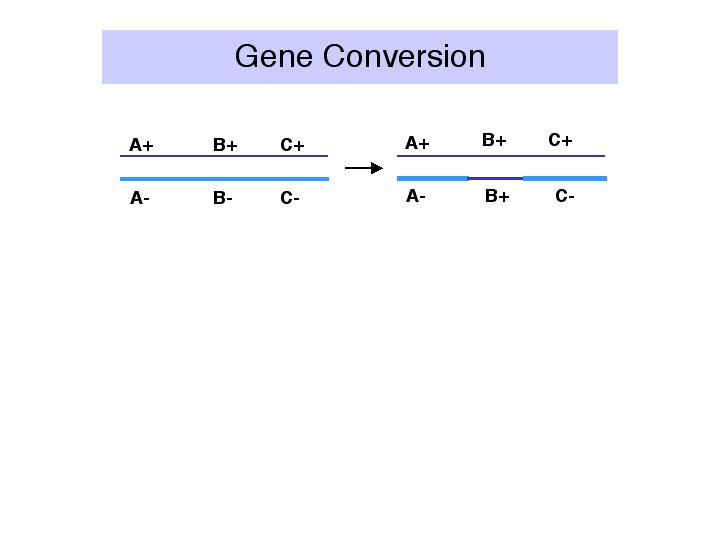 Gene Conversion
A+ B+ C+
A- B- C-
A+ B+ C+
A- B+ C-